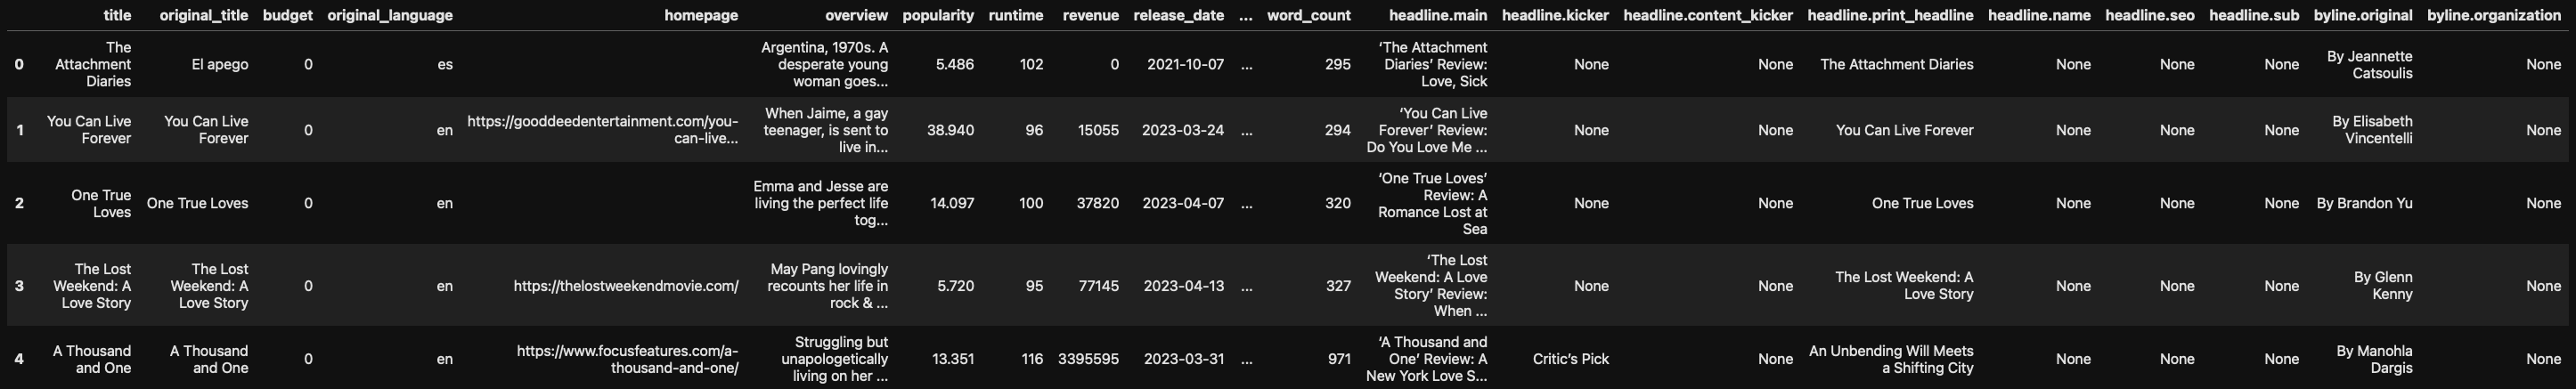 title original_title budget original_language homepage overview popularity runtime revenue release_date ... word_count headline.main headline.kicker headline.content_kicker headline.print_headline headline.name headline.seo headline.sub byline.original byline.organization
0 The Attachment Diaries El apego 0 es Argentina, 1970s. A desperate young woman goes... 5.486 102 0 2021-10-07 ... 295 ‘The Attachment Diaries’ Review: Love, Sick None None The Attachment Diaries None None None By Jeannette Catsoulis None
1 You Can Live Forever You Can Live Forever 0 en https://gooddeedentertainment.com/you-can-live... When Jaime, a gay teenager, is sent to live in... 38.940 96 15055 2023-03-24 ... 294 ‘You Can Live Forever’ Review: Do You Love Me ... None None You Can Live Forever None None None By Elisabeth Vincentelli None
2 One True Loves One True Loves 0 en Emma and Jesse are living the perfect life tog... 14.097 100 37820 2023-04-07 ... 320 ‘One True Loves’ Review: A Romance Lost at Sea None None One True Loves None None None By Brandon Yu None
3 The Lost Weekend: A Love Story The Lost Weekend: A Love Story 0 en https://thelostweekendmovie.com/ May Pang lovingly recounts her life in rock & ... 5.720 95 77145 2023-04-13 ... 327 ‘The Lost Weekend: A Love Story’ Review: When ... None None The Lost Weekend: A Love Story None None None By Glenn Kenny None
4 A Thousand and One A Thousand and One 0 en https://www.focusfeatures.com/a-thousand-and-one/ Struggling but unapologetically living on her ... 13.351 116 3395595 2023-03-31 ... 971 ‘A Thousand and One’ Review: A New York Love S... Critic’s Pick None An Unbending Will Meets a Shifting City None None None By Manohla Dargis None